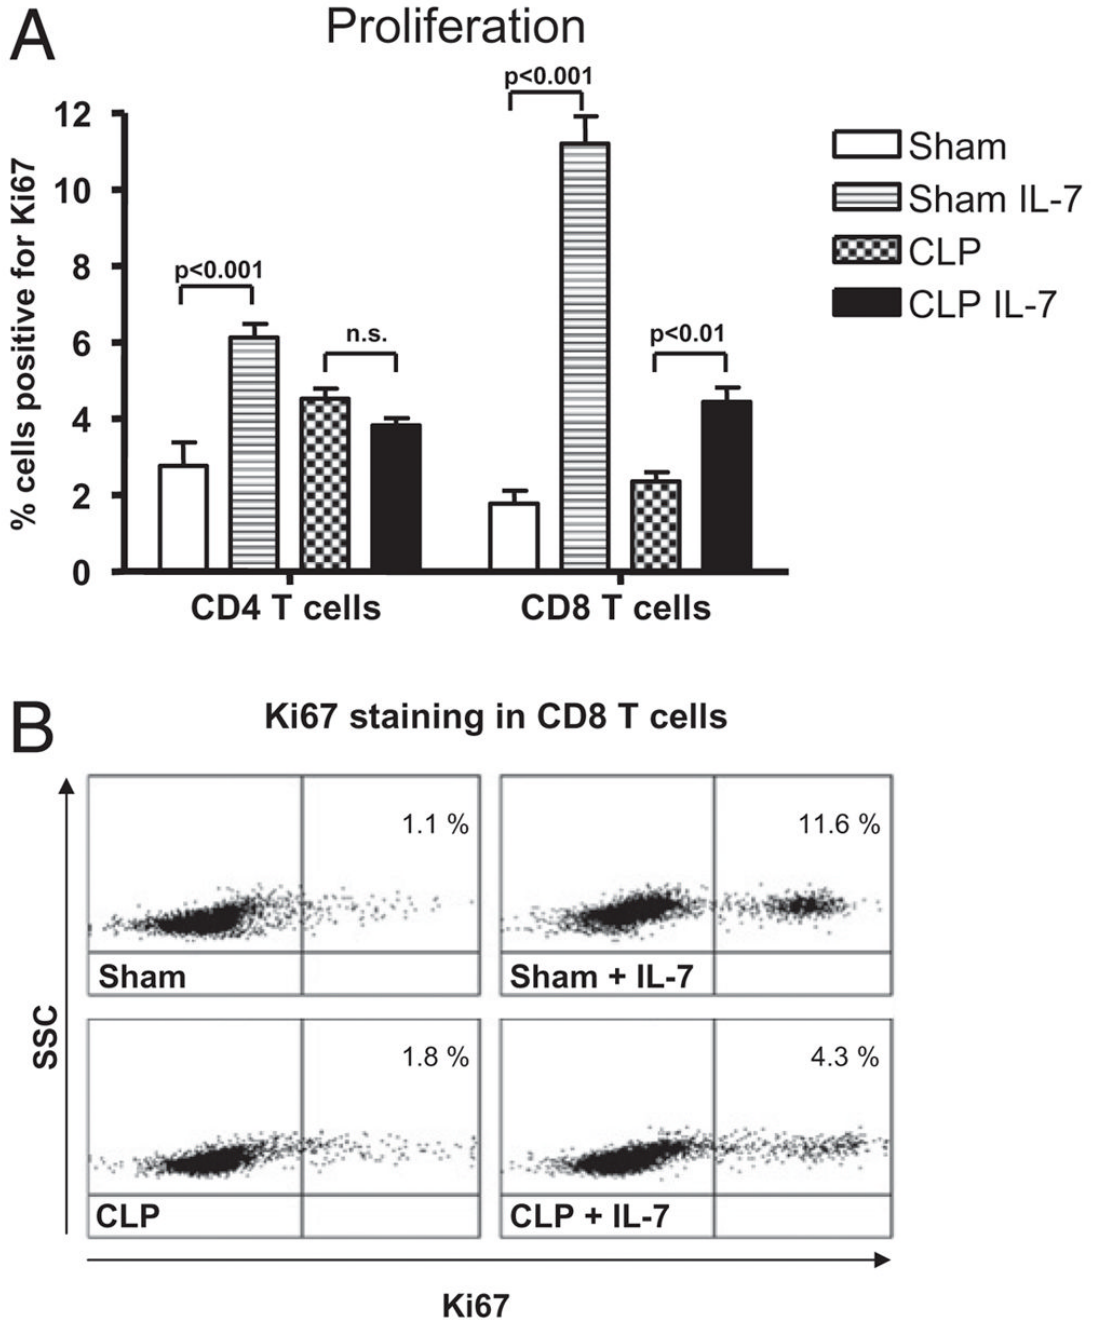 A
Proliferation
p<0.001
12
10
8
6
4
2
0
% cells positive for Ki67
p<0.001
n.s.
p<0.01
CD4 T cells
CD8 T cells
Sham
Sham IL-7
CLP
CLP IL-7
B
Ki67 staining in CD8 T cells
1.1 %
11.6 %
Sham
Sham + IL-7
1.8 %
4.3 %
CLP
CLP + IL-7
SSC
Ki67